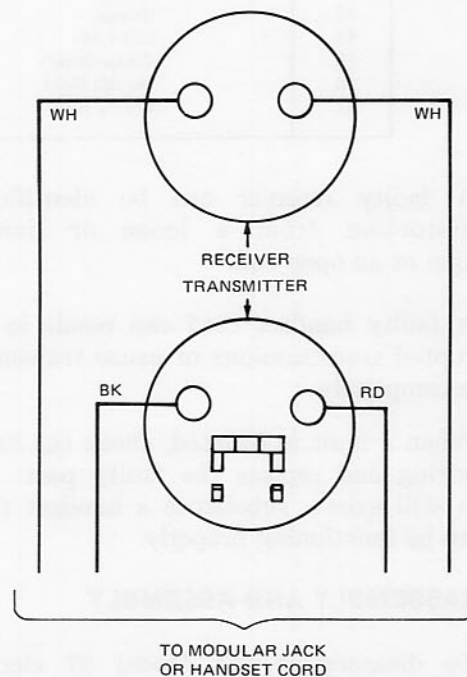 WH
WH
RECEIVER
TRANSMITTER
BK
RD
TO MODULAR JACK
OR HANDSET CORD